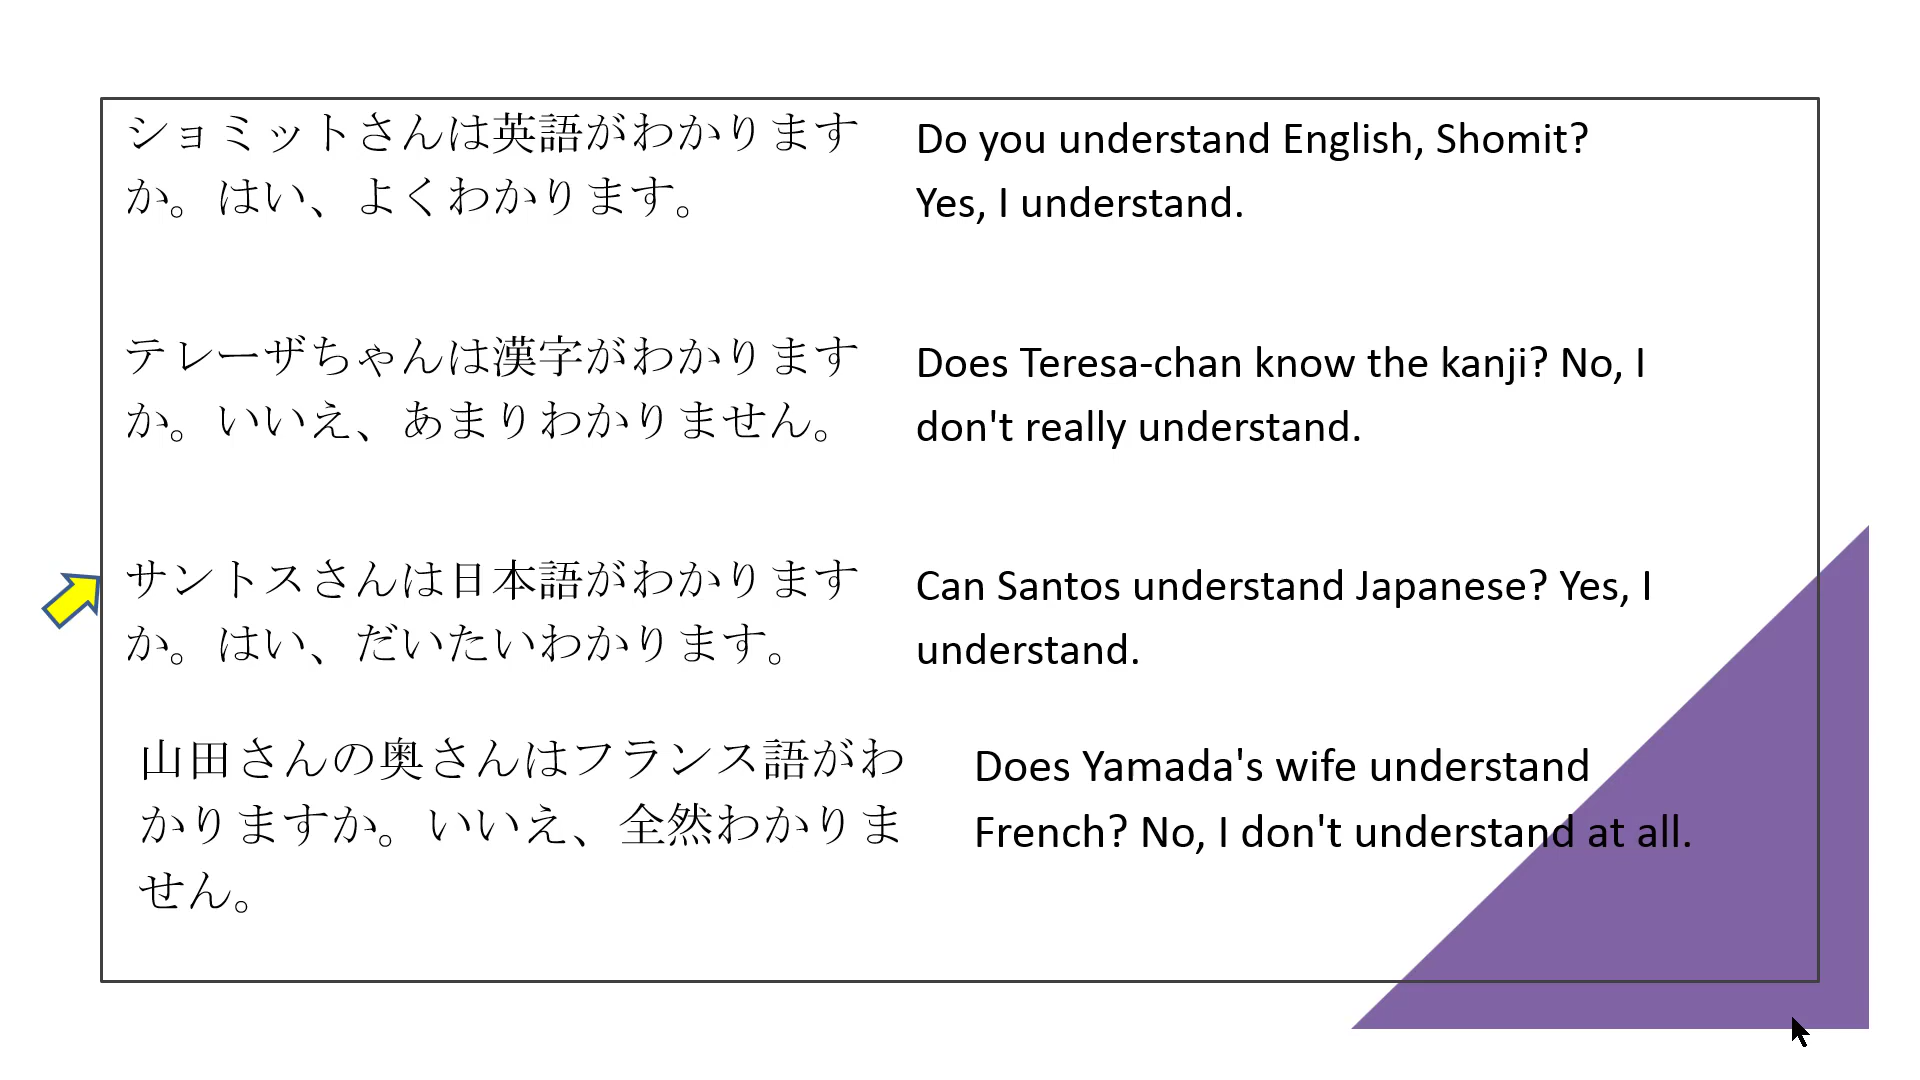 ショミットさんは英語がわかります
か。はい、よくわかります。
Do you understand English, Shomit?
Yes, I understand.
テレーザちゃんは漢字がわかります
か。いいえ、あまりわかりません。
Does Teresa-chan know the kanji? No, I
don't really understand.
サントスさんは日本語がわかります
か。はい、だいたいわかります。
Can Santos understand Japanese? Yes, I
understand.
山田さんの奥さんはフランス語がわ
かりますか。いいえ、全然わかりま
せん。
Does Yamada's wife understand
French? No, I don't understand at all.